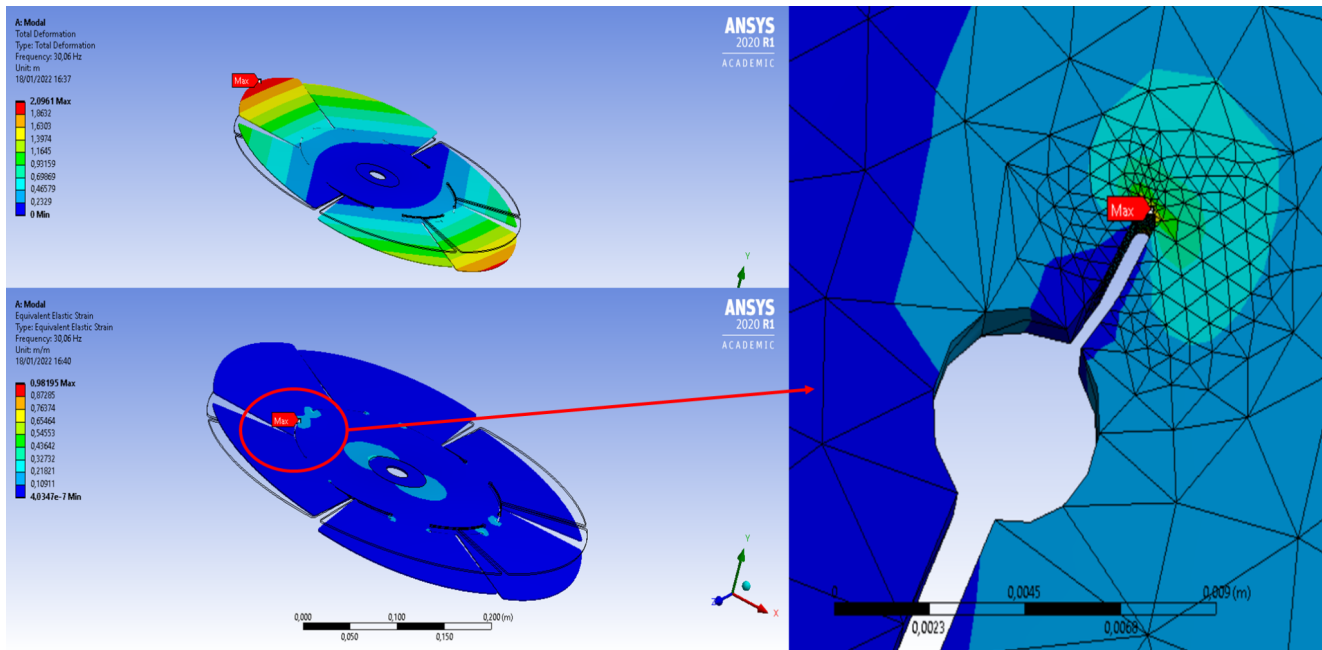 A: Modal
Total Deformation
Type: Total Deformation
Frequency: 30,06 Hz
Unit: m
18/01/2022 16:37
2,0961 Max
1,8632
1,6303
1,3974
1,1645
0,93159
0,69869
0,46579
0,2329
0 Min
Max
ANSYS
2020 R1
ACADEMIC
Y
A: Modal
Equivalent Elastic Strain
Type: Equivalent Elastic Strain
Frequency: 30,06 Hz
Unit: m/m
18/01/2022 16:40
0,98195 Max
0,87285
0,76374
0,65464
0,54553
0,43642
0,32732
0,21821
0,10911
4,0347e-7 Min
Max
ANSYS
2020 R1
ACADEMIC
Y
Z
X
0,000 0,100 0,200 (m)
0,050 0,150
Max
0 0,0045 0,009 (m)
0,0023 0,0068